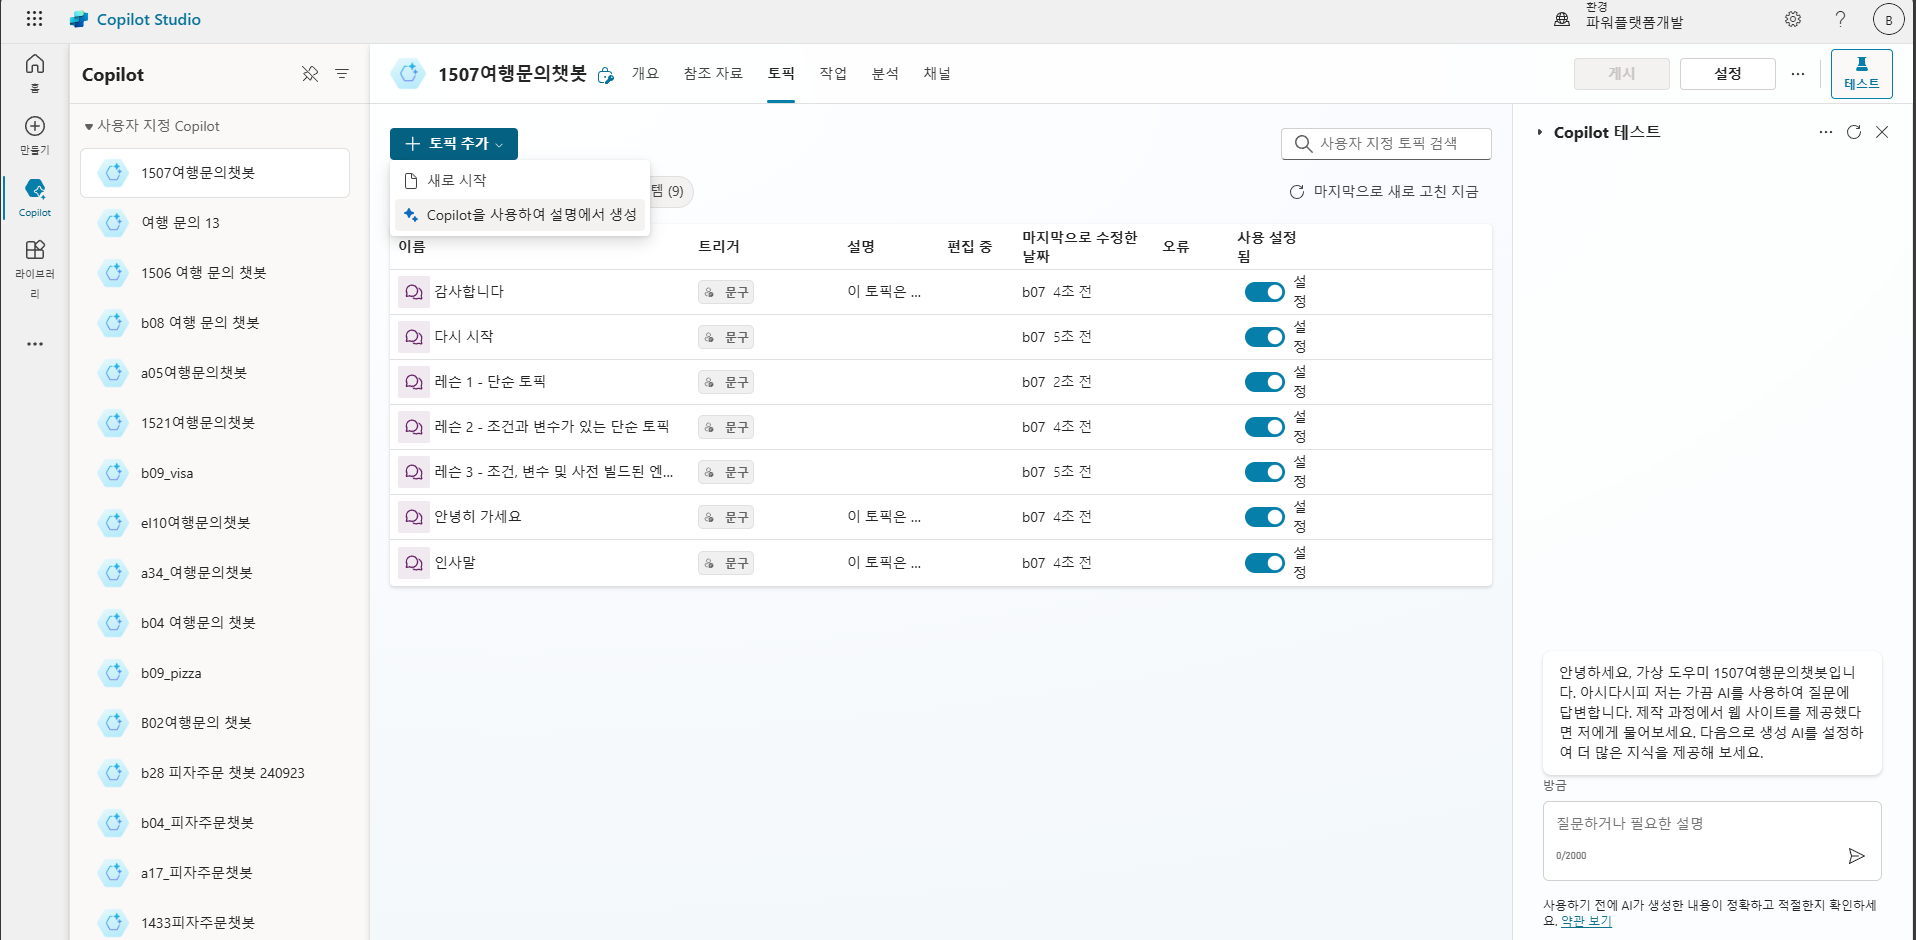 Copilot Studio
환경
파워플랫폼개발
B
홈
만들기
Copilot
라이브러
리
Copilot
사용자 지정 Copilot
1507여행문의챗봇
여행 문의 13
1506 여행 문의 챗봇
b08 여행 문의 챗봇
a05여행문의챗봇
1521여행문의챗봇
b09_visa
el10여행문의챗봇
a34_여행문의챗봇
b04 여행문의 챗봇
b09_pizza
B02여행문의 챗봇
b28 피자주문 챗봇 240923
b04_피자주문챗봇
a17_피자주문챗봇
1433피자주문챗봇
1507여행문의챗봇 개요 참조 자료 토픽 작업 분석 채널
게시 설정 테스트
토픽 추가
새로 시작
Copilot을 사용하여 설명에서 생성
템 (9)
사용자 지정 토픽 검색
마지막으로 새로 고친 지금
이름 트리거 설명 편집 중 마지막으로 수정한 오류 사용 설정
날짜 됨
감사합니다 문구 이 토픽은 ... b07 4초 전 설
정
다시 시작 문구 b07 5초 전 설
정
레슨 1 - 단순 토픽 문구 b07 2초 전 설
정
레슨 2 - 조건과 변수가 있는 단순 토픽 문구 b07 4초 전 설
정
레슨 3 - 조건, 변수 및 사전 빌드된 엔... 문구 b07 5초 전 설
정
안녕히 가세요 문구 이 토픽은 ... b07 4초 전 설
정
인사말 문구 이 토픽은 ... b07 4초 전 설
정
Copilot 테스트
안녕하세요, 가상 도우미 1507여행문의챗봇입니
다. 아시다시피 저는 가끔 AI를 사용하여 질문에
답변합니다. 제작 과정에서 웹 사이트를 제공했다
면 저에게 물어보세요. 다음으로 생성 AI를 설정하
여 더 많은 지식을 제공해 보세요.
방금
질문하거나 필요한 설명
0/2000
사용하기 전에 AI가 생성한 내용이 정확하고 적절한지 확인하세
요. 약관 보기